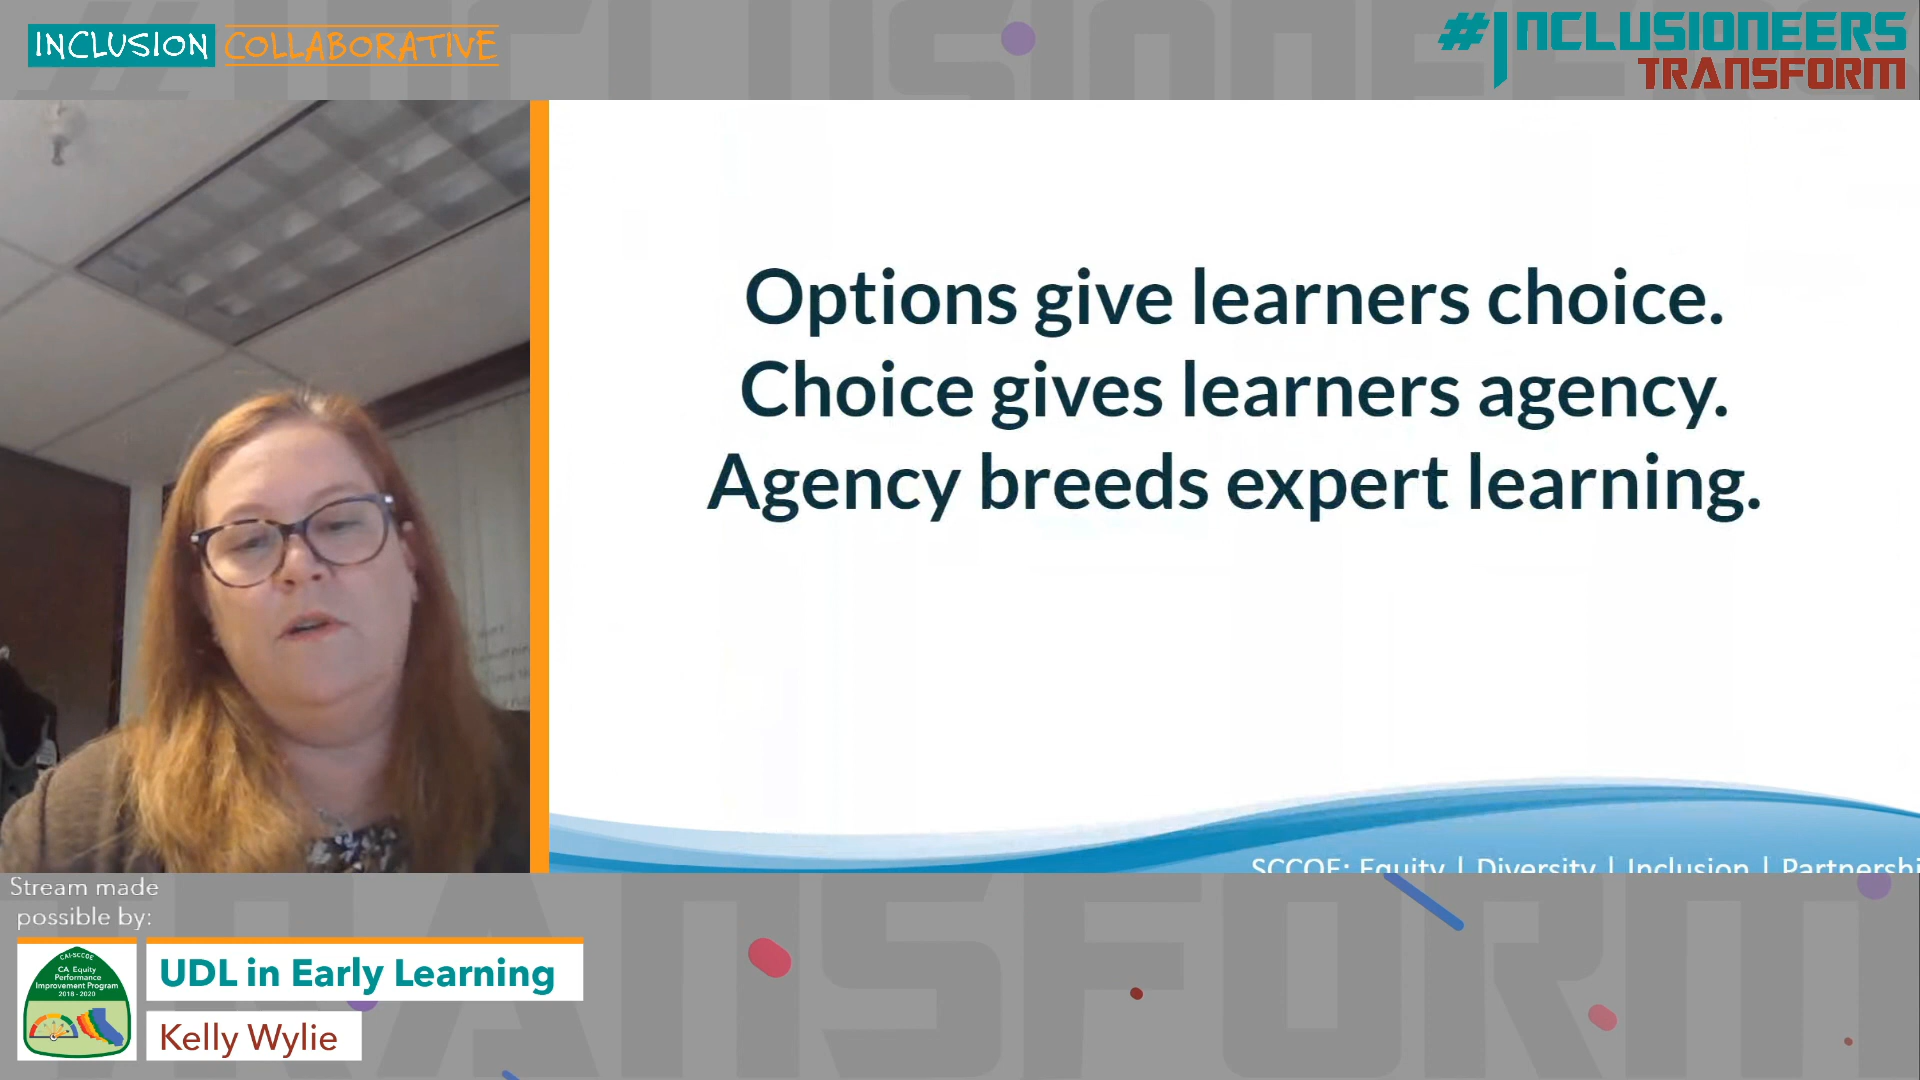 INCLUSION COLLABORATIVE
#INCLUSIONEERS
TRANSFORM
Options give learners choice.
Choice gives learners agency.
Agency breeds expert learning.
SCCOE: Equity | Diversity | Inclusion | Partnershi
Stream made
possible by:
CAI-SCCOE
CA Equity
Performance
Improvement Program
2018 - 2020
UDL in Early Learning
Kelly Wylie